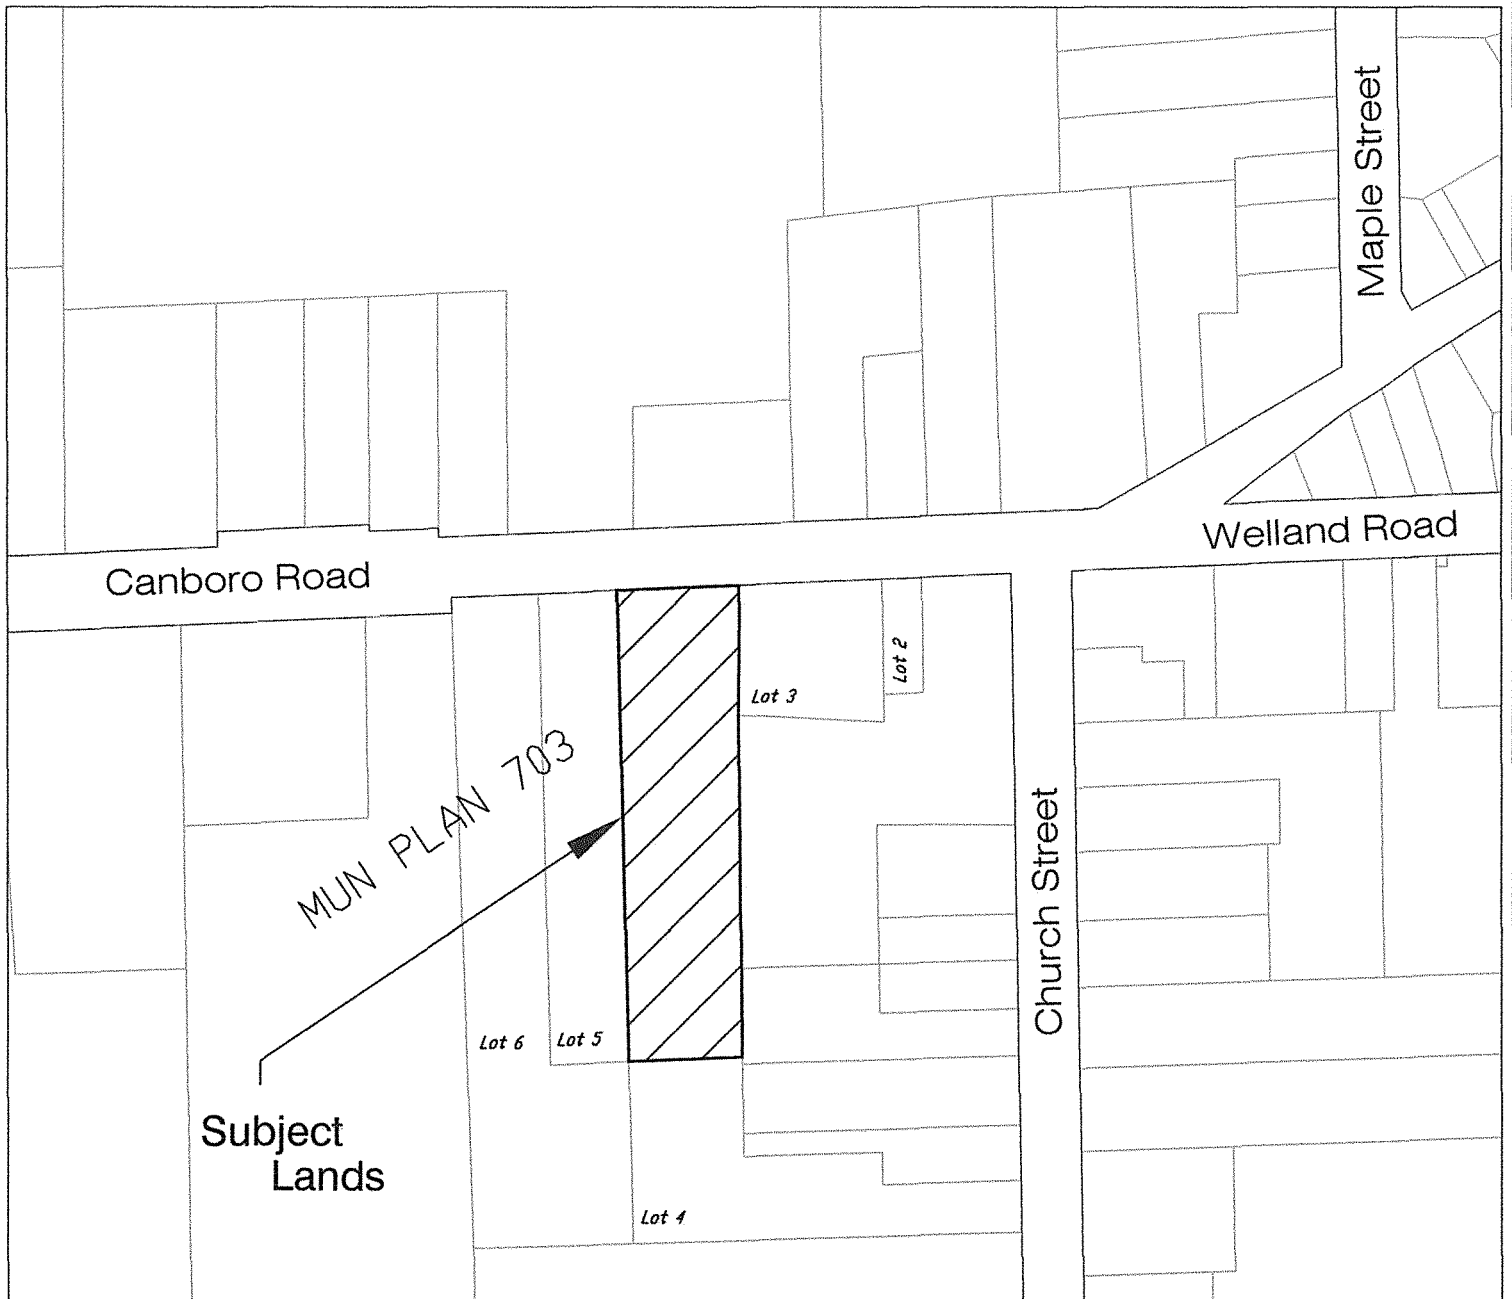 Maple Street
Welland Road
Canboro Road
Lot 2
Lot 3
MUN PLAN 703
Church Street
Lot 6
Lot 5
Subject
Lands
Lot 4